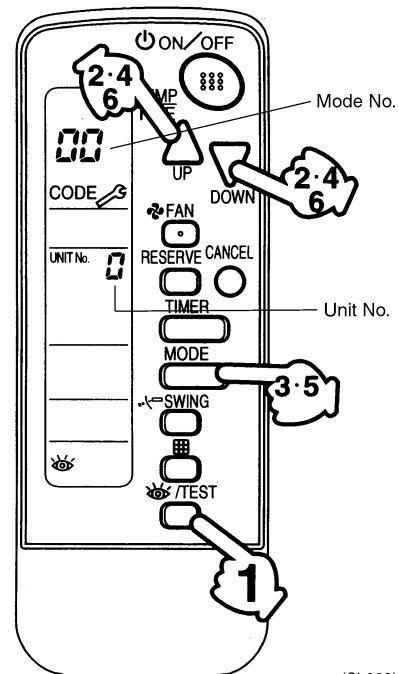 ON/OFF
2·4
6
Mode No.
00
UP
CODE
DOWN
2·4
6
FAN
UNIT No. 0
RESERVE CANCEL
Unit No.
TIMER
MODE
3·5
SWING
/TEST
1